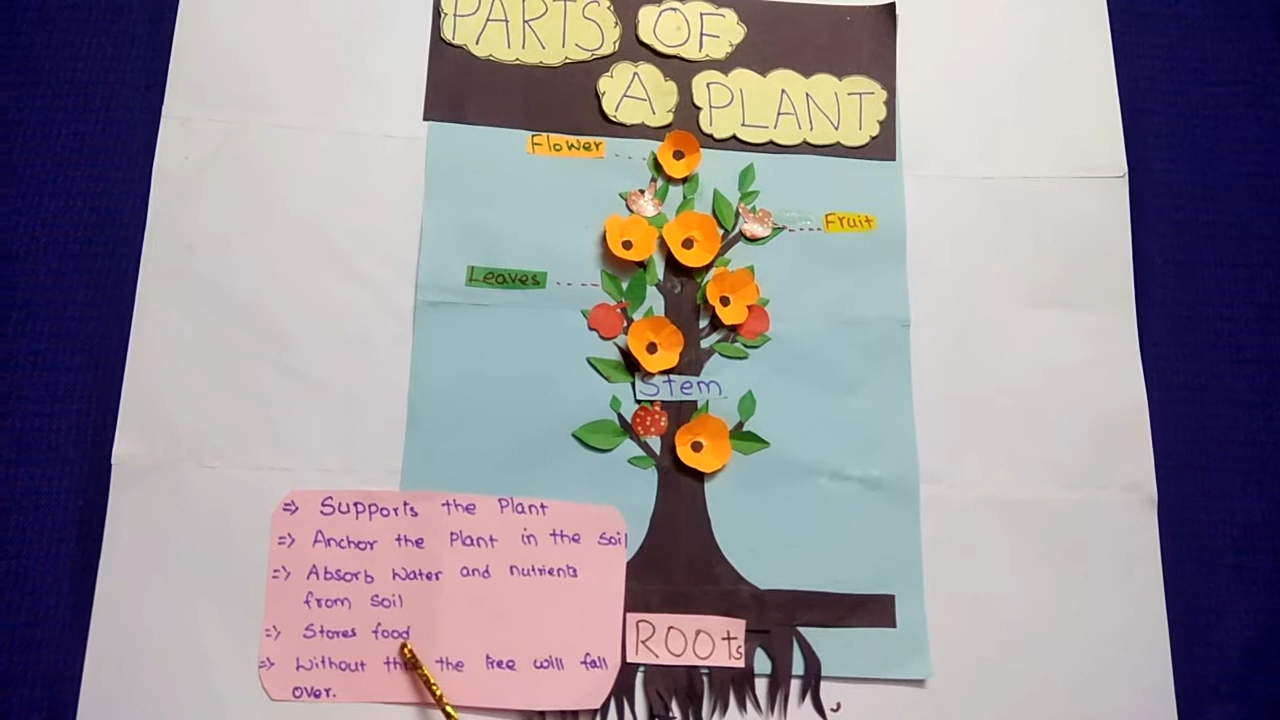 PARTS OF
A PLANT
Flower
Fruit
Leaves
Stem
=> Supports the Plant
=> Anchor the Plant in the soil
=> Absorb Water and nutrients
from soil
=> Stores food
=> Without the tree will fall
over.
ROOTs